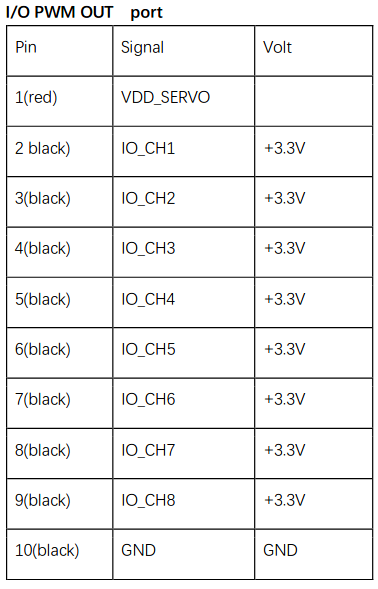 I/O PWM OUT port
Pin Signal Volt
1(red) VDD_SERVO
2 black) IO_CH1 +3.3V
3(black) IO_CH2 +3.3V
4(black) IO_CH3 +3.3V
5(black) IO_CH4 +3.3V
6(black) IO_CH5 +3.3V
7(black) IO_CH6 +3.3V
8(black) IO_CH7 +3.3V
9(black) IO_CH8 +3.3V
10(black) GND GND